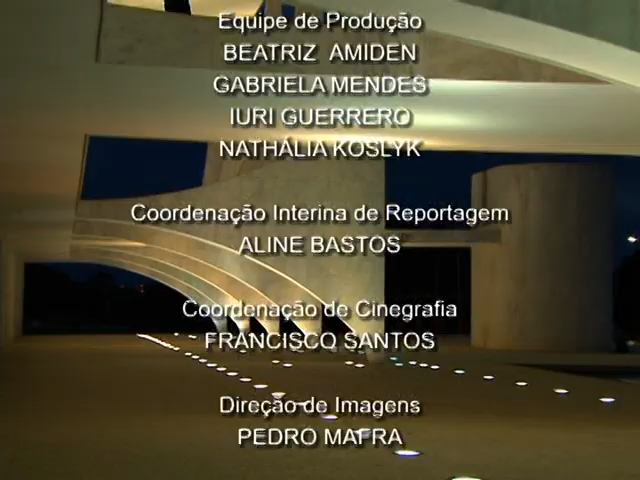 Equipe de Produção
BEATRIZ AMIDEN
GABRIELA MENDES
IURI GUERRERO
NATHÁLIA KOSLYK
Coordenação Interina de Reportagem
ALINE BASTOS
Coordenação de Cinegrafia
FRANCISCO SANTOS
Direção de Imagens
PEDRO MAFRA